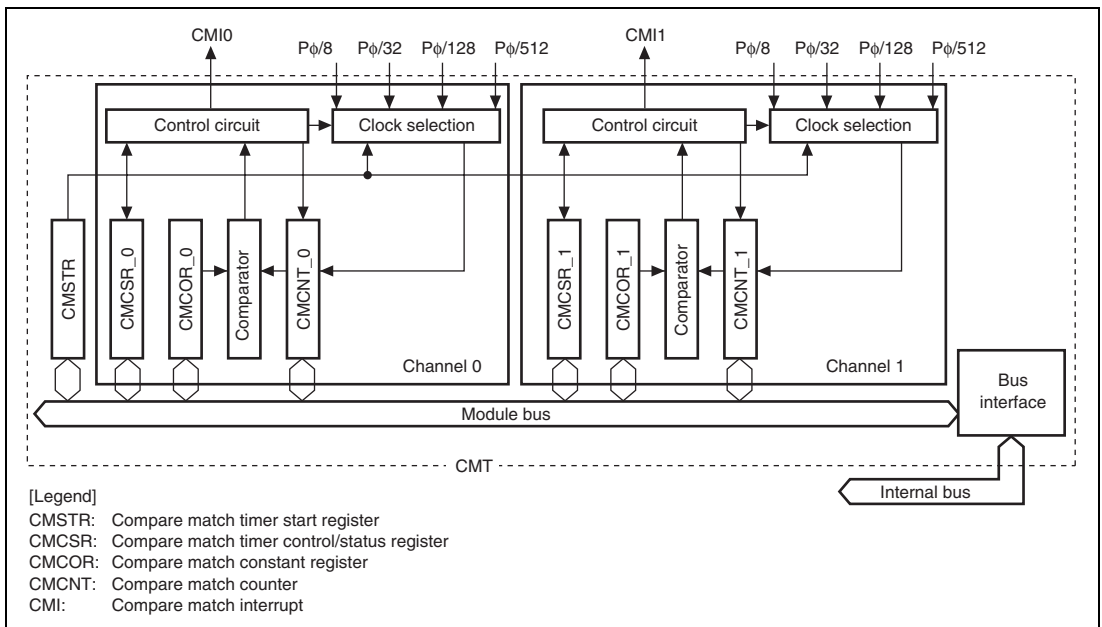 CMI0 Pφ/8 Pφ/32 Pφ/128 Pφ/512 CMI1 Pφ/8 Pφ/32 Pφ/128 Pφ/512
Control circuit Clock selection Control circuit Clock selection
CMSTR
CMCSR_0
CMCOR_0
Comparator
CMCNT_0
CMCSR_1
CMCOR_1
Comparator
CMCNT_1
Channel 0 Channel 1
Bus
interface
Module bus
CMT
Internal bus
[Legend]
CMSTR: Compare match timer start register
CMCSR: Compare match timer control/status register
CMCOR: Compare match constant register
CMCNT: Compare match counter
CMI: Compare match interrupt